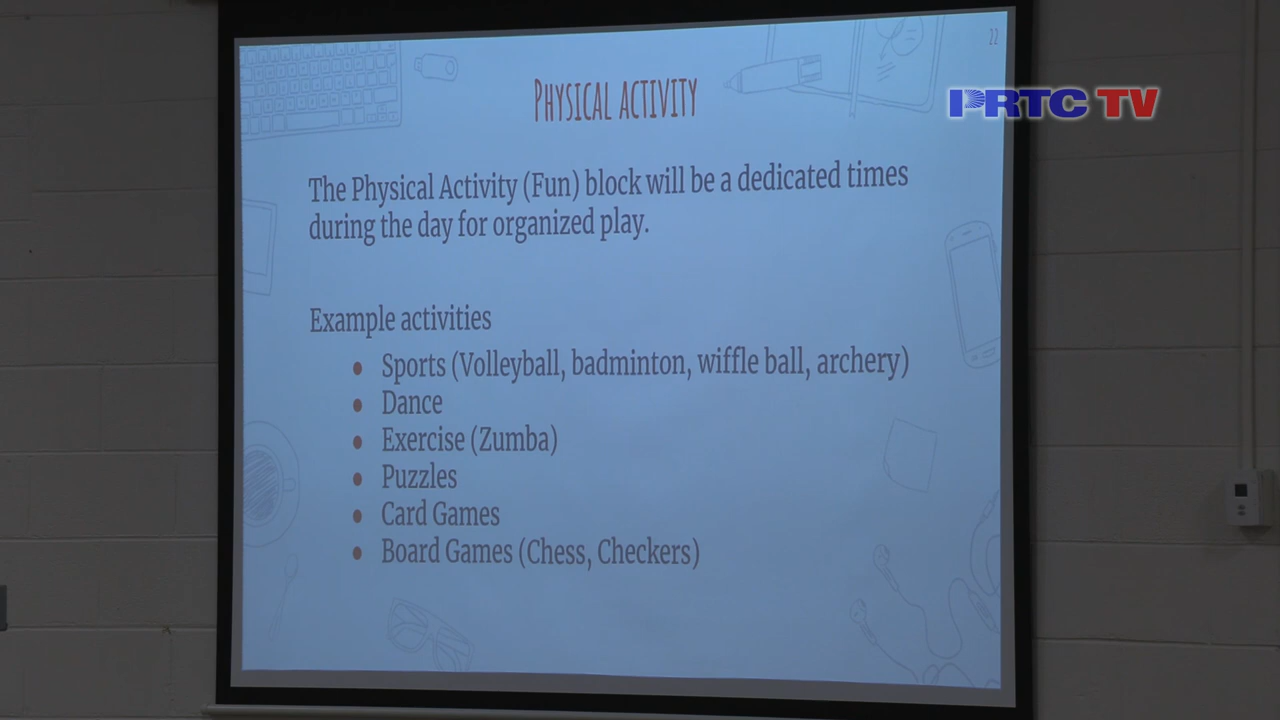 22
PHYSICAL ACTIVITY
PRTC TV
The Physical Activity (Fun) block will be a dedicated times
during the day for organized play.
Example activities
• Sports (Volleyball, badminton, wiffle ball, archery)
• Dance
• Exercise (Zumba)
• Puzzles
• Card Games
• Board Games (Chess, Checkers)